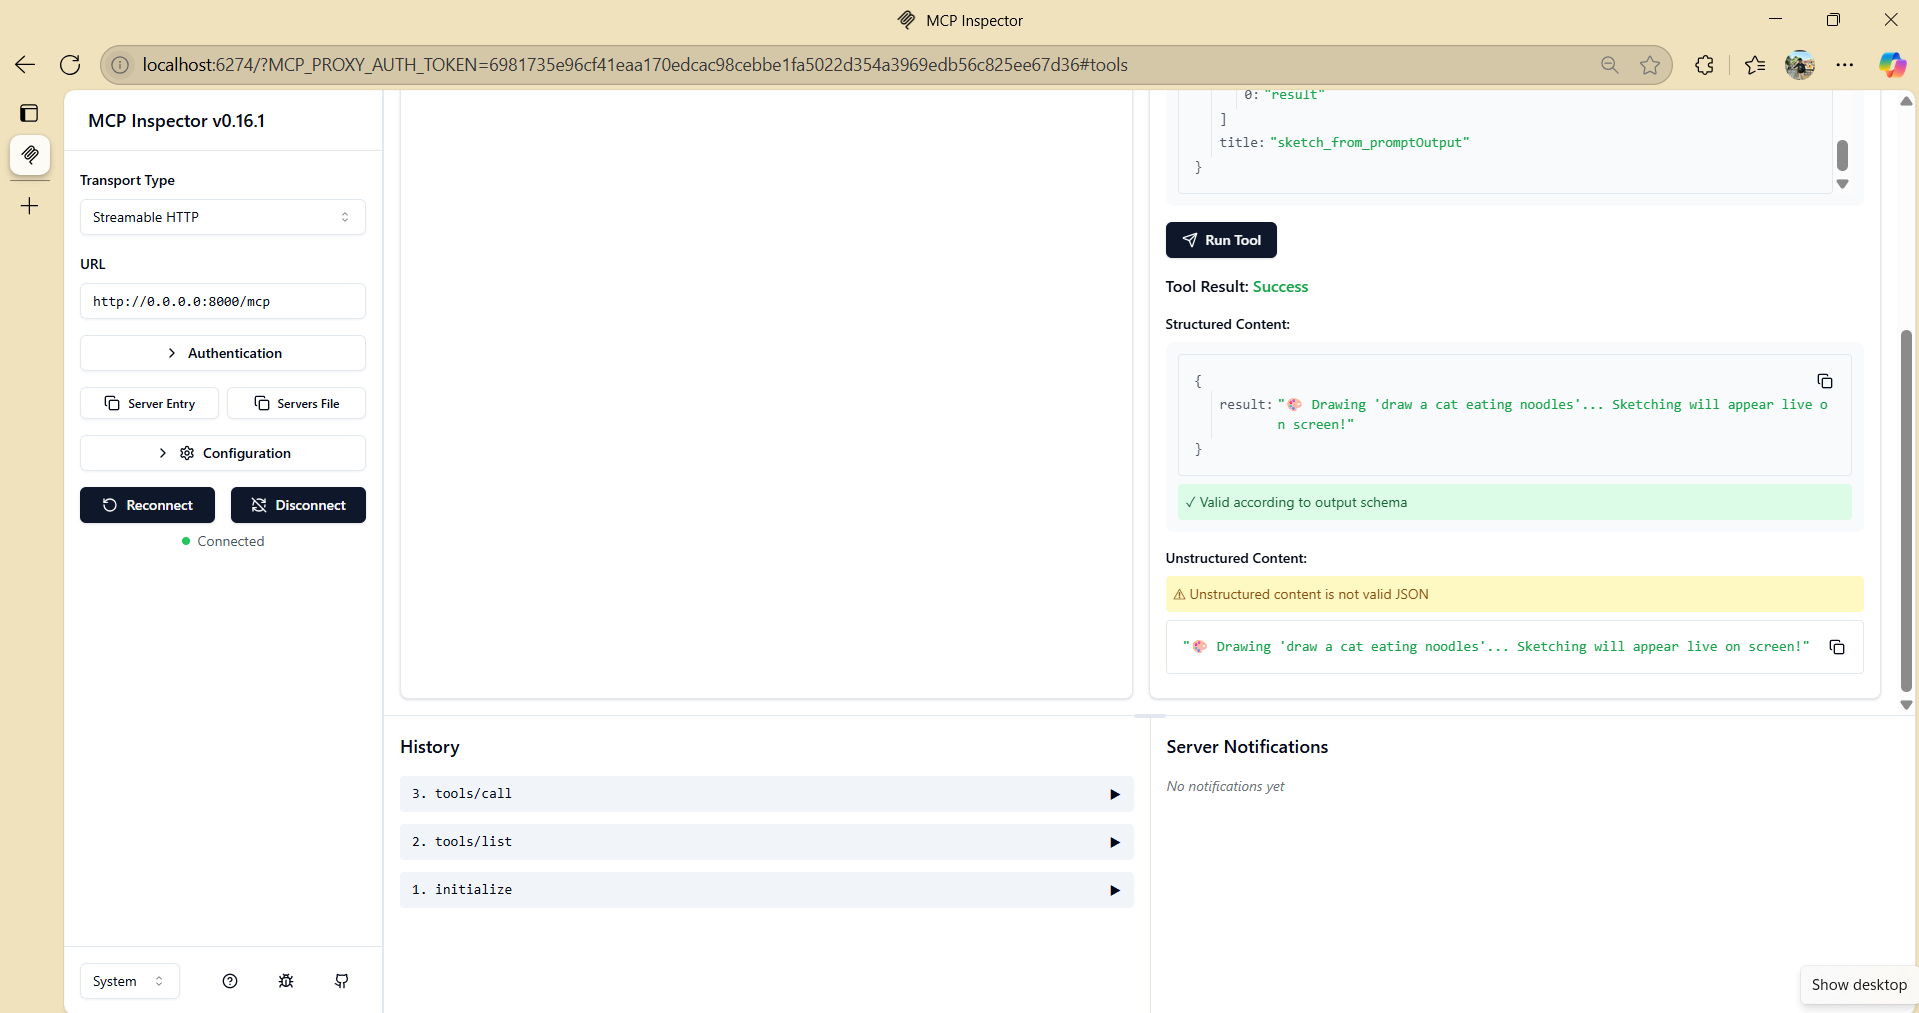 MCP Inspector
localhost:6274/?MCP_PROXY_AUTH_TOKEN=6981735e96cf41eaa170edcac98cebbe1fa5022d354a3969edb56c825ee67d36#tools
MCP Inspector v0.16.1
Transport Type
Streamable HTTP
URL
http://0.0.0.0:8000/mcp
Authentication
Server Entry
Servers File
Configuration
Reconnect
Disconnect
Connected
System
0: "result"
]
title: "sketch_from_promptOutput"
}
Run Tool
Tool Result: Success
Structured Content:
{
result: "🎨 Drawing 'draw a cat eating noodles'... Sketching will appear live o
n screen!"
}
✓ Valid according to output schema
Unstructured Content:
⚠ Unstructured content is not valid JSON
"🎨 Drawing 'draw a cat eating noodles'... Sketching will appear live on screen!"
History
3. tools/call
2. tools/list
1. initialize
Server Notifications
No notifications yet
Show desktop